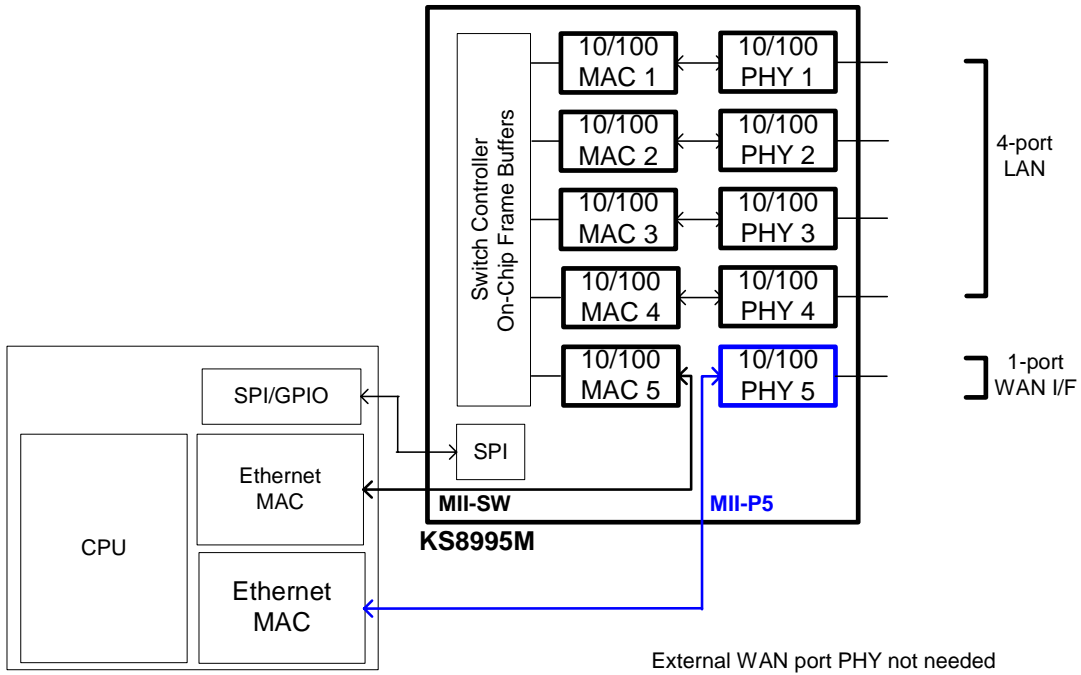 10/100
MAC 1
10/100
PHY 1
10/100
MAC 2
10/100
PHY 2
10/100
MAC 3
10/100
PHY 3
10/100
MAC 4
10/100
PHY 4
10/100
MAC 5
10/100
PHY 5
Switch Controller
On-Chip Frame Buffers
4-port
LAN
1-port
WAN I/F
SPI/GPIO
SPI
Ethernet
MAC
MII-SW
MII-P5
KS8995M
CPU
Ethernet
MAC
External WAN port PHY not needed